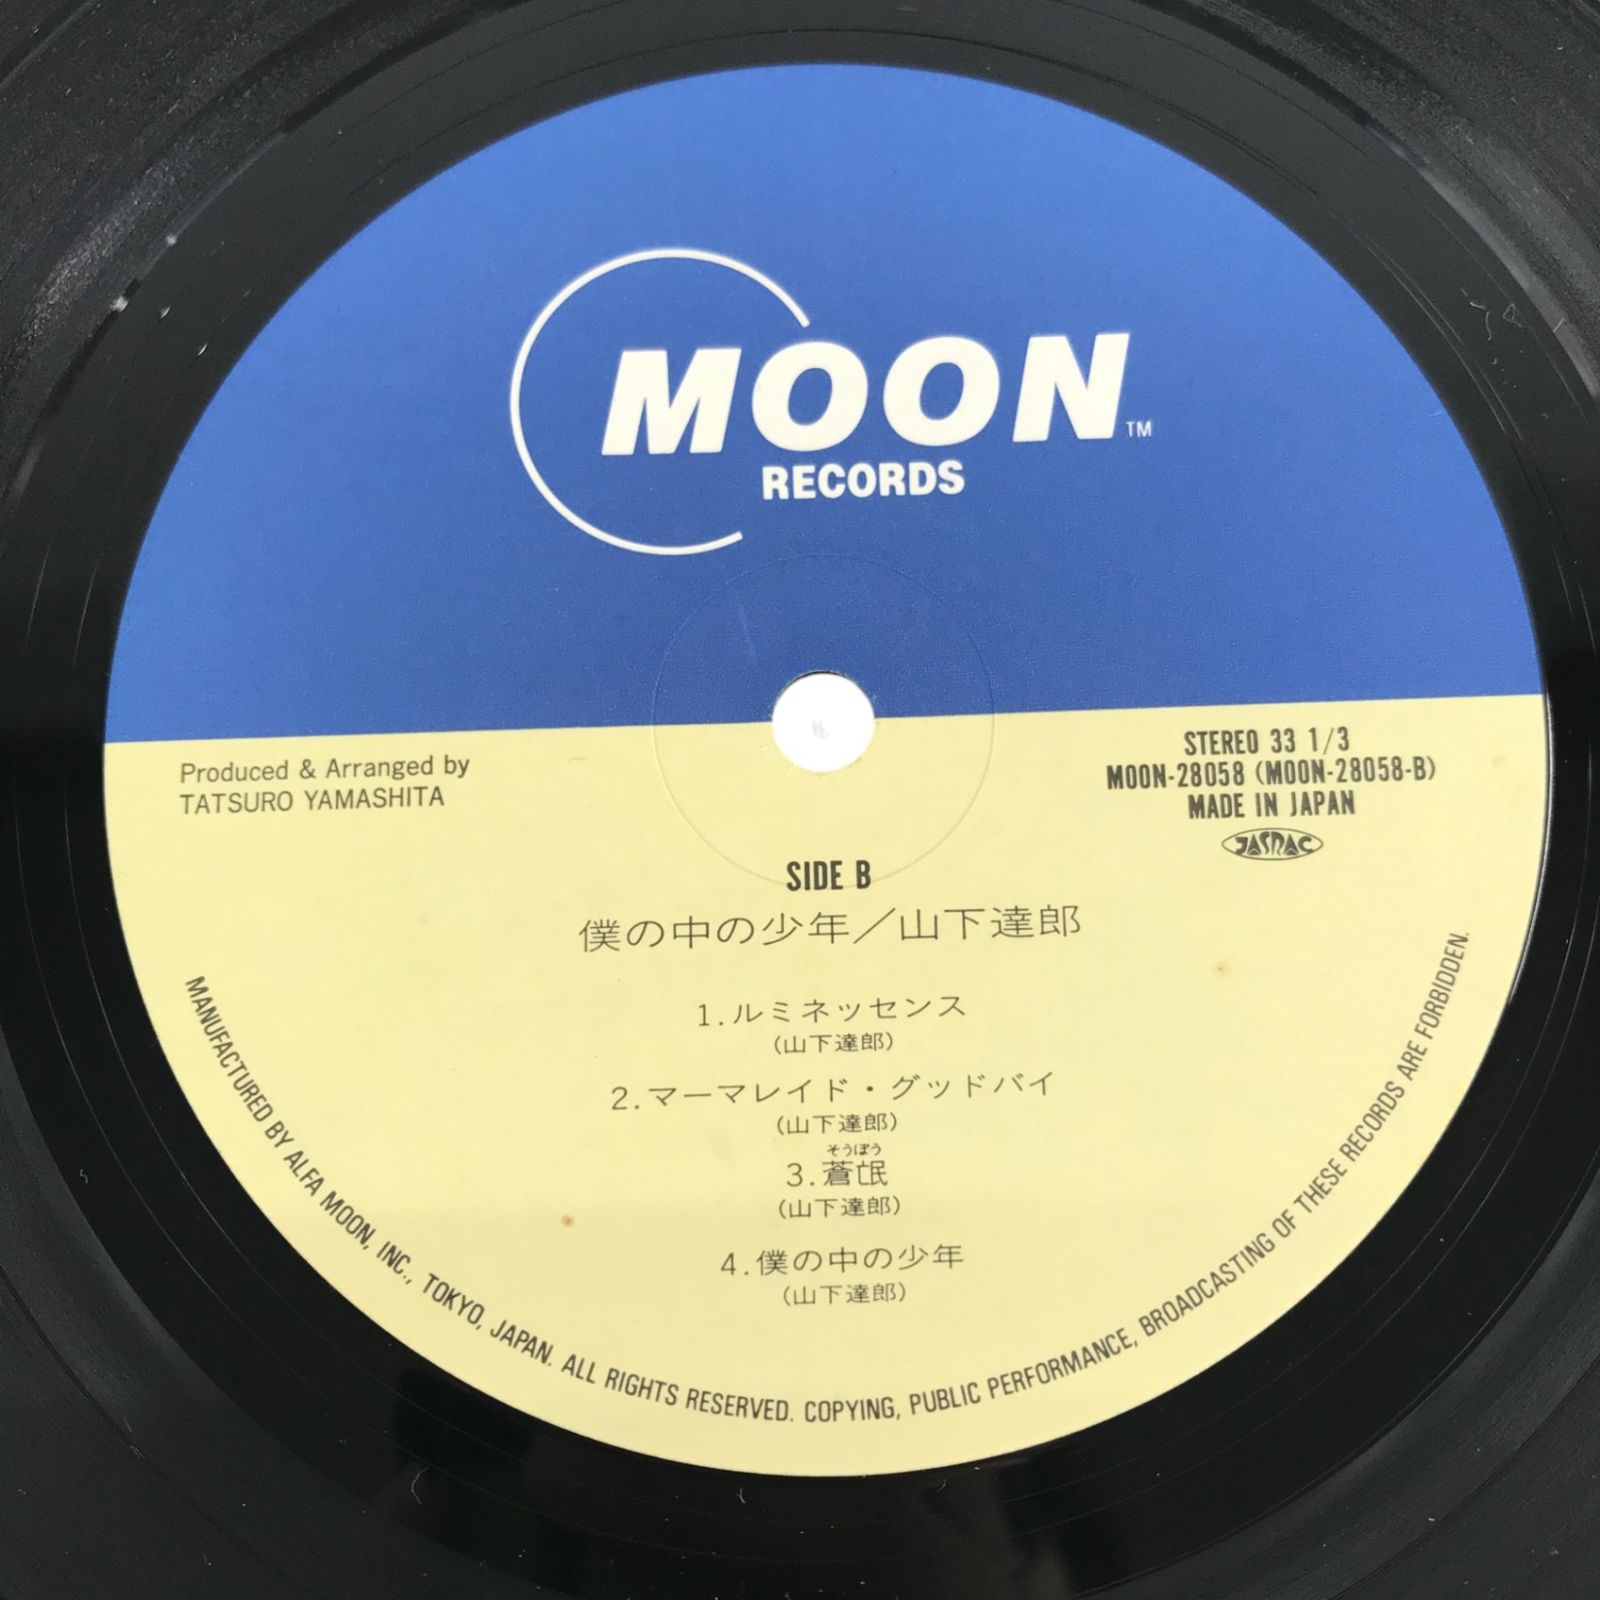 MOON™
RECORDS
Produced & Arranged by
TATSURO YAMASHITA
STEREO 33 1/3
MOON-28058 (MOON-28058-B)
MADE IN JAPAN
JASRAC
SIDE B
僕の中の少年／山下達郎
1.ルミネッセンス
(山下達郎)
2.マーマレイド・グッドバイ
(山下達郎)
そうぼう
3.蒼氓
(山下達郎)
4.僕の中の少年
(山下達郎)
MANUFACTURED BY ALFA MOON, INC., TOKYO, JAPAN. ALL RIGHTS RESERVED. COPYING, PUBLIC PERFORMANCE, BROADCASTING OF THESE RECORDS ARE FORBIDDEN.